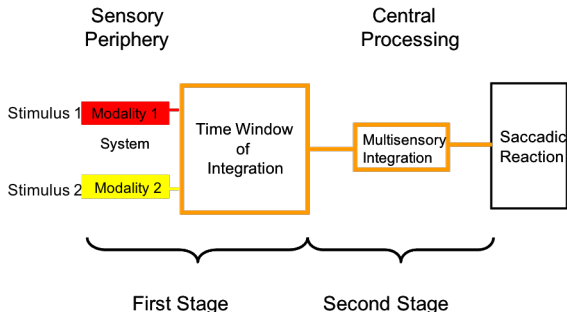 Sensory
Periphery
Central
Processing
Stimulus 1
Modality 1
System
Stimulus 2
Modality 2
Time Window
of
Integration
Multisensory
Integration
Saccadic
Reaction
First Stage
Second Stage